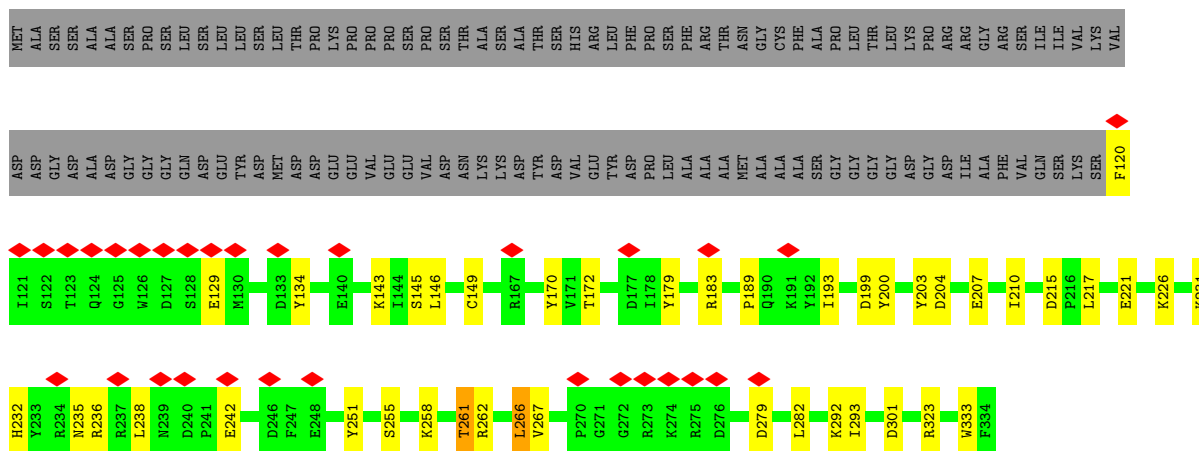 MET ALA SER SER ALA ALA SER PRO SER LEU SER LEU LEU SER LEU THR PRO LYS PRO PRO PRO SER PRO SER THR ALA SER ALA THR SER HIS ARG LEU PHE PRO SER PHE ARG THR ASN GLY CYS PHE ALA PRO LEU THR LEU LYS PRO ARG ARG GLY ARG SER ILE ILE VAL LYS VAL
ASP ASP GLY ASP ALA ASP GLY GLY GLY GLN ASP GLU TYR ASP MET ASP ASP GLU GLU VAL GLU GLU VAL ASP ASN LYS LYS ASP TYR ASP VAL GLU TYR ASP PRO LEU ALA ALA ALA MET ALA ALA ALA SER GLY GLY GLY GLY ASP GLY ASP ILE ALA PHE VAL GLN SER LYS SER F120
I121 S122 T123 Q124 G125 W126 D127 S128 E129 M130 D133 Y134 E140 K143 I144 S145 L146 C149 R167 Y170 V171 T172 D177 I178 Y179 R183 P189 Q190 K191 Y192 I193 D199 Y200 Y203 D204 E207 I210 D215 P216 L217 E221 K226
H232 Y233 R234 N235 R236 R237 L238 N239 D240 P241 E242 D246 F247 E248 Y251 S255 K258 T261 R262 L266 V267 P270 G271 G272 R273 K274 R275 D276 D279 L282 K292 I293 D301 R323 W333 F334